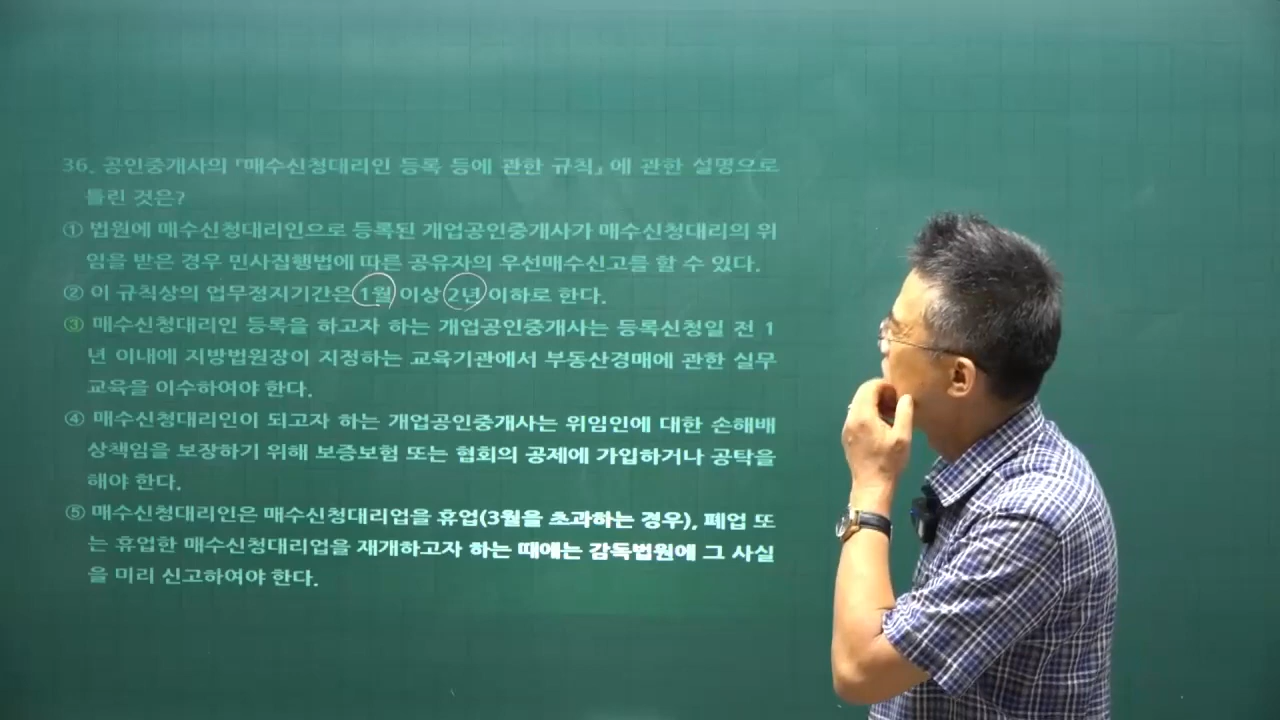 36. 공인중개사의 「매수신청대리인 등록 등에 관한 규칙」에 관한 설명으로
틀린 것은?
① 법원에 매수신청대리인으로 등록된 개업공인중개사가 매수신청대리의 위
임을 받은 경우 민사집행법에 따른 공유자의 우선매수신고를 할 수 있다.
② 이 규칙상의 업무정지기간은 1월 이상 2년 이하로 한다.
③ 매수신청대리인 등록을 하고자 하는 개업공인중개사는 등록신청일 전 1
년 이내에 지방법원장이 지정하는 교육기관에서 부동산경매에 관한 실무
교육을 이수하여야 한다.
④ 매수신청대리인이 되고자 하는 개업공인중개사는 위임인에 대한 손해배
상책임을 보장하기 위해 보증보험 또는 협회의 공제에 가입하거나 공탁을
해야 한다.
⑤ 매수신청대리인은 매수신청대리업을 휴업(3월을 초과하는 경우), 폐업 또
는 휴업한 매수신청대리업을 재개하고자 하는 때에는 감독법원에 그 사실
을 미리 신고하여야 한다.